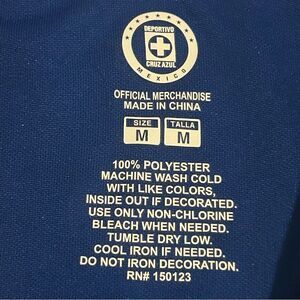 DEPORTIVO
CRUZ AZUL
MEXICO
OFFICIAL MERCHANDISE
MADE IN CHINA
SIZE TALLA
M M
100% POLYESTER
MACHINE WASH COLD
WITH LIKE COLORS,
INSIDE OUT IF DECORATED.
USE ONLY NON-CHLORINE
BLEACH WHEN NEEDED.
TUMBLE DRY LOW.
COOL IRON IF NEEDED.
DO NOT IRON DECORATION.
RN# 150123